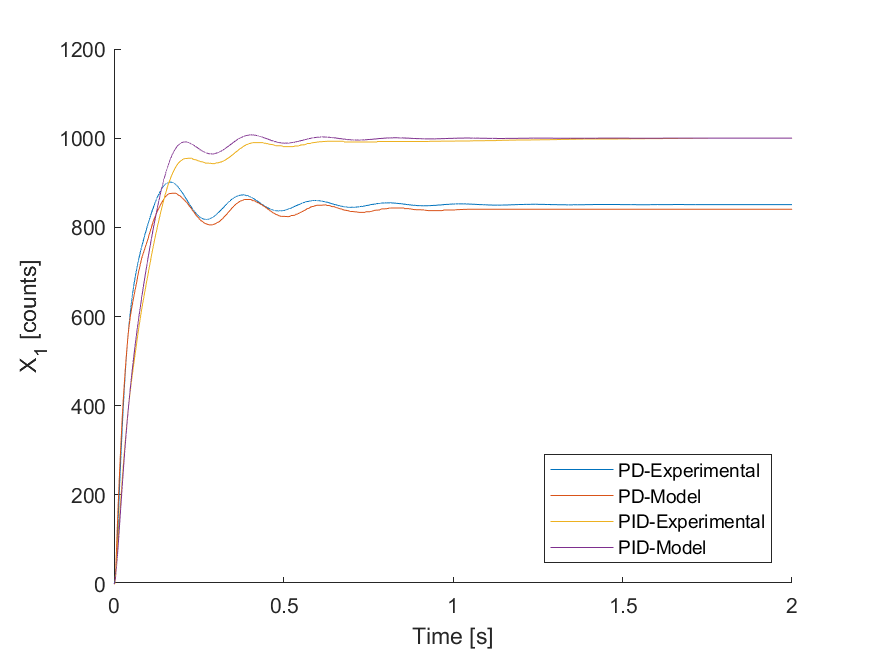 1200
1000
800
600
400
200
0
X1 [counts]
0
0.5
1
1.5
2
Time [s]
PD-Experimental
PD-Model
PID-Experimental
PID-Model